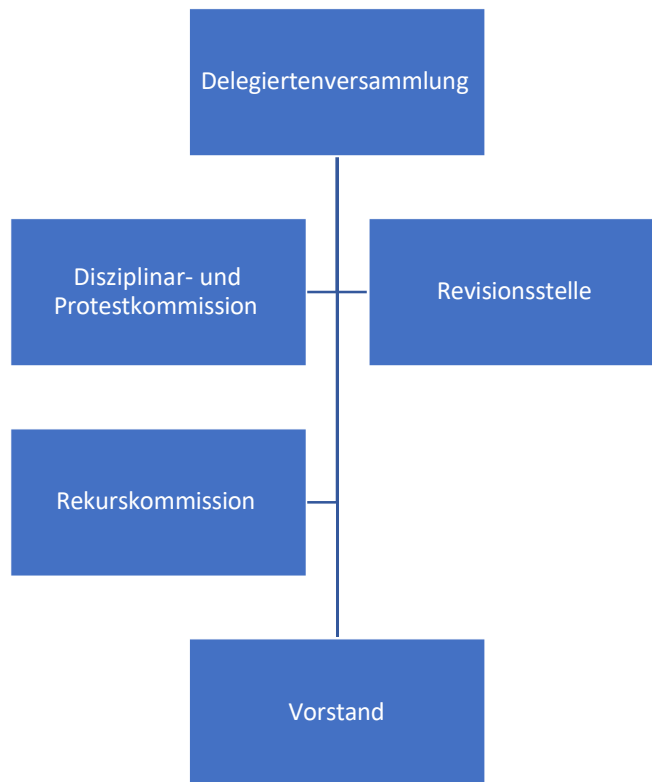 Delegiertenversammlung
Disziplinar- und
Protestkommission
Revisionsstelle
Rekurskommission
Vorstand